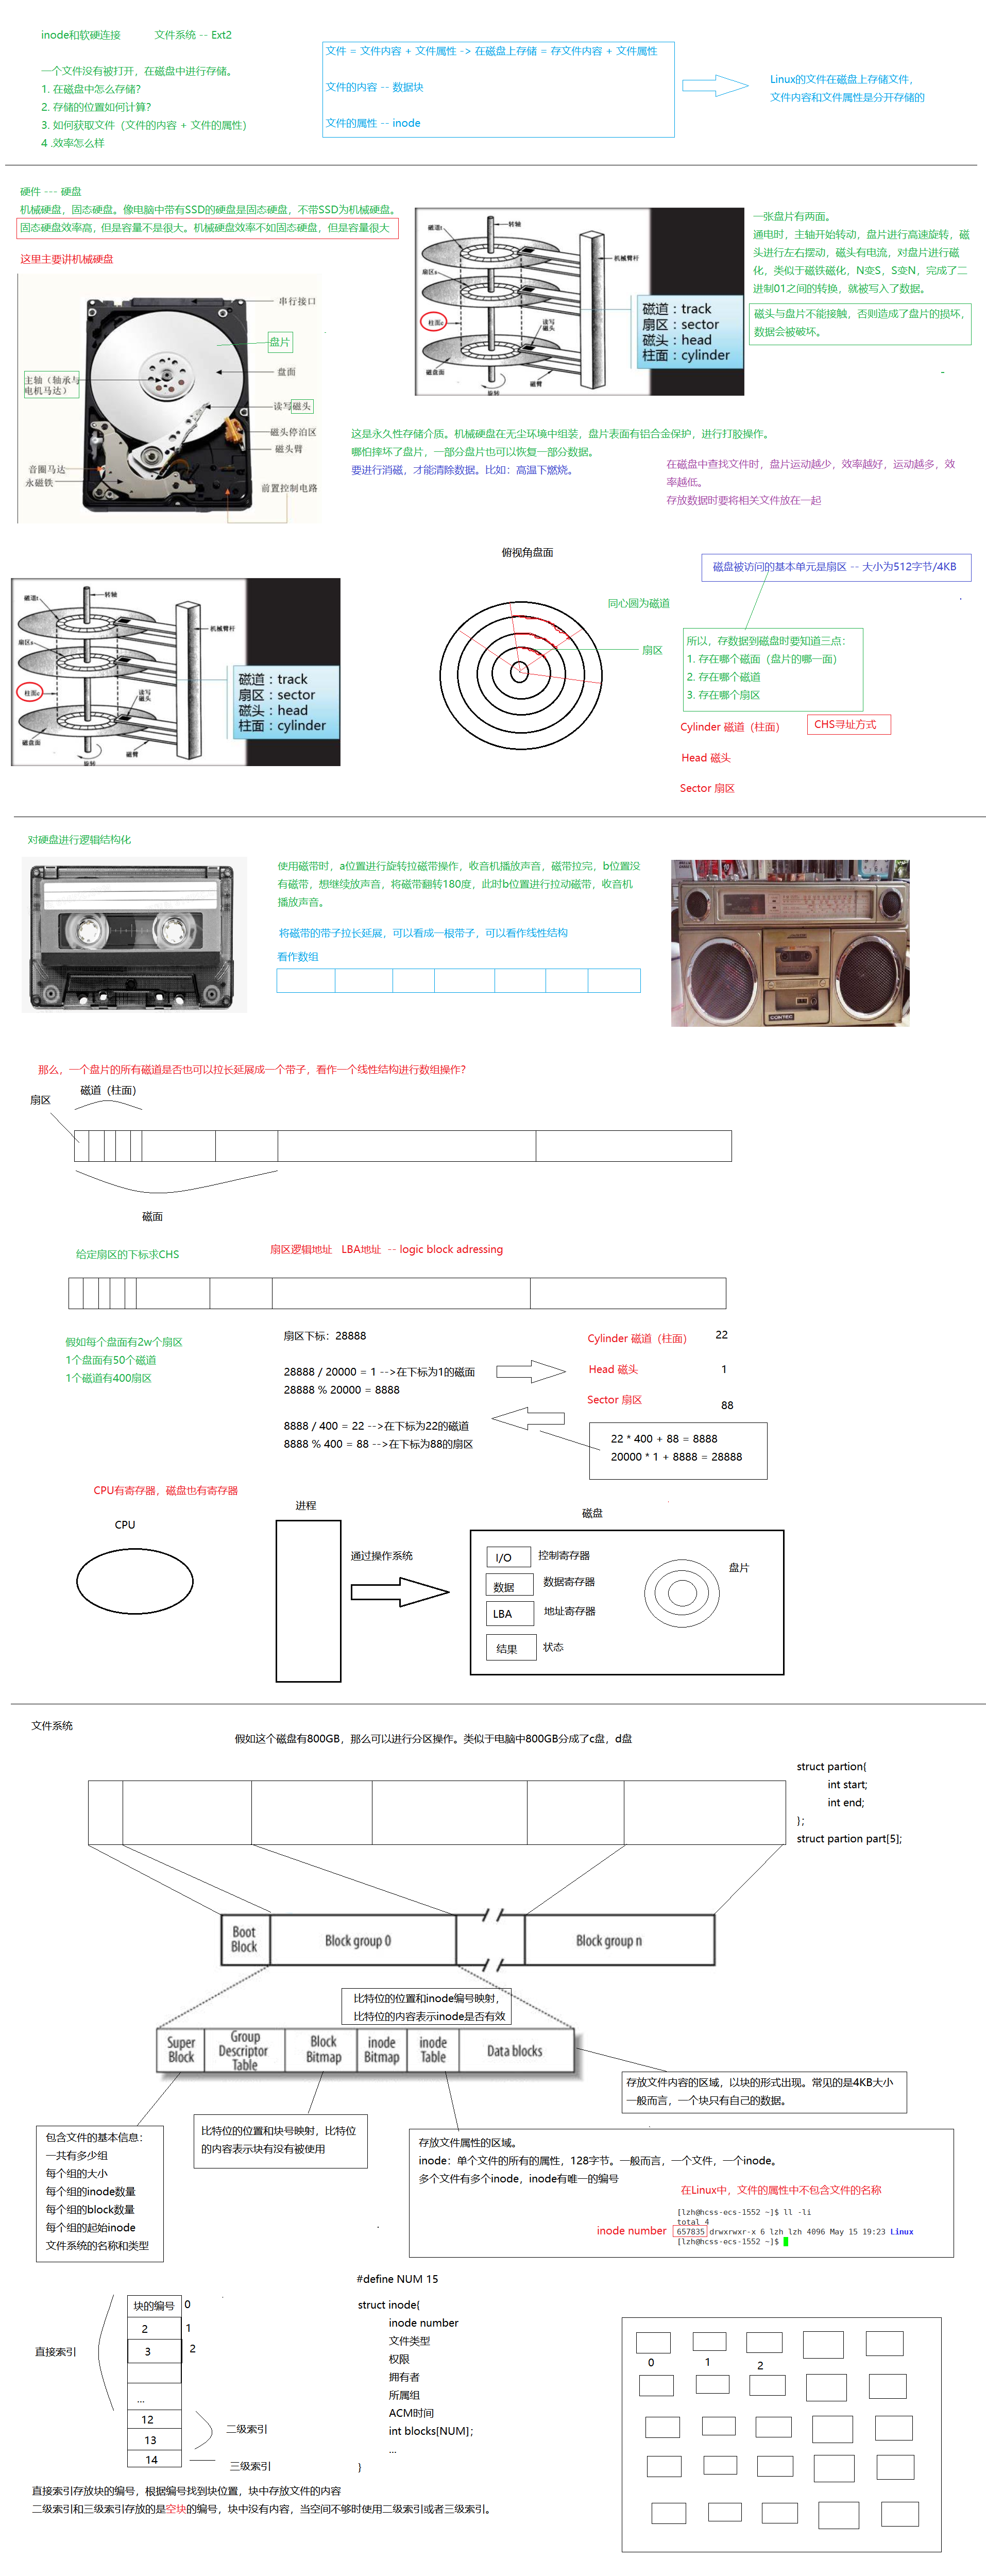 inode和软硬连接 文件系统 -- Ext2
一个文件没有被打开，在磁盘中进行存储。
1. 在磁盘中怎么存储?
2. 存储的位置如何计算?
3. 如何获取文件（文件的内容 + 文件的属性）
4 .效率怎么样
文件 = 文件内容 + 文件属性 -> 在磁盘上存储 = 存文件内容 + 文件属性
文件的内容 -- 数据块
文件的属性 -- inode
Linux的文件在磁盘上存储文件，
文件内容和文件属性是分开存储的
硬件 --- 硬盘
机械硬盘，固态硬盘。像电脑中带有SSD的硬盘是固态硬盘，不带SSD为机械硬盘。
固态硬盘效率高，但是容量不是很大。机械硬盘效率不如固态硬盘，但是容量很大
这里主要讲机械硬盘
串行接口
盘片
盘面
主轴（轴承与
电机马达）
读写磁头
磁头停泊区
磁头臂
音圈马达
永磁铁
前置控制电路
磁道t
转轴
扇区s
机械臂杆
柱面c
读写
磁头
磁盘面
磁臂
旋转
磁道：track
扇区：sector
磁头：head
柱面：cylinder
一张盘片有两面。
通电时，主轴开始转动，盘片进行高速旋转，磁
头进行左右摆动，磁头有电流，对盘片进行磁
化，类似于磁铁磁化，N变S，S变N，完成了二
进制01之间的转换，就被写入了数据。
磁头与盘片不能接触，否则造成了盘片的损坏，
数据会被破坏。
这是永久性存储介质。机械硬盘在无尘环境中组装，盘片表面有铝合金保护，进行打胶操作。
哪怕摔坏了盘片，一部分盘片也可以恢复一部分数据。
要进行消磁，才能清除数据。比如：高温下燃烧。
在磁盘中查找文件时，盘片运动越少，效率越好，运动越多，效
率越低。
存放数据时要将相关文件放在一起
磁道t
转轴
扇区s
机械臂杆
柱面c
读写
磁头
磁盘面
磁臂
旋转
磁道：track
扇区：sector
磁头：head
柱面：cylinder
俯视角盘面
同心圆为磁道
扇区
磁盘被访问的基本单元是扇区 -- 大小为512字节/4KB
所以，存数据到磁盘时要知道三点：
1. 存在哪个磁面（盘片的哪一面）
2. 存在哪个磁道
3. 存在哪个扇区
Cylinder 磁道（柱面）
CHS寻址方式
Head 磁头
Sector 扇区
对硬盘进行逻辑结构化
使用磁带时，a位置进行旋转拉磁带操作，收音机播放声音，磁带拉完，b位置没
有磁带，想继续放声音，将磁带翻转180度，此时b位置进行拉动磁带，收音机
播放声音。
将磁带的带子拉长延展，可以看成一根带子，可以看作线性结构
看作数组
CONTEC
那么，一个盘片的所有磁道是否也可以拉长延展成一个带子，看作一个线性结构进行数组操作?
磁道（柱面）
扇区
磁面
给定扇区的下标求CHS
扇区逻辑地址 LBA地址 -- logic block adressing
假如每个盘面有2w个扇区
1个盘面有50个磁道
1个磁道有400扇区
扇区下标：28888
28888 / 20000 = 1 -->在下标为1的磁面
28888 % 20000 = 8888
8888 / 400 = 22 -->在下标为22的磁道
8888 % 400 = 88 -->在下标为88的扇区
Cylinder 磁道（柱面） 22
Head 磁头 1
Sector 扇区 88
22 * 400 + 88 = 8888
20000 * 1 + 8888 = 28888
CPU有寄存器，磁盘也有寄存器
CPU
进程
通过操作系统
磁盘
I/O 控制寄存器
数据 数据寄存器
LBA 地址寄存器
结果 状态
盘片
文件系统
假如这个磁盘有800GB，那么可以进行分区操作。类似于电脑中800GB分成了c盘，d盘
struct partion{
int start;
int end;
};
struct partion part[5];
Boot
Block
Block group 0
Block group n
比特位的位置和inode编号映射，
比特位的内容表示inode是否有效
Super
Block
Group
Descriptor
Table
Block
Bitmap
inode
Bitmap
inode
Table
Data blocks
存放文件内容的区域，以块的形式出现。常见的是4KB大小
一般而言，一个块只有自己的数据。
包含文件的基本信息：
一共有多少组
每个组的大小
每个组的inode数量
每个组的block数量
每个组的起始inode
文件系统的名称和类型
比特位的位置和块号映射，比特位
的内容表示块有没有被使用
存放文件属性的区域。
inode：单个文件的所有的属性，128字节。一般而言，一个文件，一个inode。
多个文件有多个inode，inode有唯一的编号
在Linux中，文件的属性中不包含文件的名称
inode number
[lzh@hcss-ecs-1552 ~]$ ll -li
total 4
657835 drwxrwxr-x 6 lzh lzh 4096 May 15 19:23 Linux
[lzh@hcss-ecs-1552 ~]$
块的编号 0
2 1
3 2
...
12
13
14
直接索引
二级索引
三级索引
#define NUM 15
struct inode{
inode number
文件类型
权限
拥有者
所属组
ACM时间
int blocks[NUM]；
...
}
0 1 2
直接索引存放块的编号，根据编号找到块位置，块中存放文件的内容
二级索引和三级索引存放的是空块的编号，块中没有内容，当空间不够时使用二级索引或者三级索引。